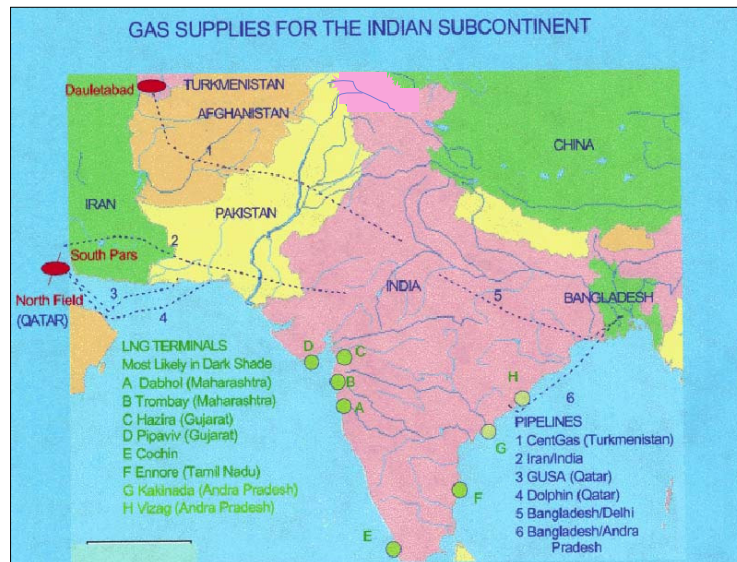 GAS SUPPLIES FOR THE INDIAN SUBCONTINENT
Dauletabad
TURKMENISTAN
AFGHANISTAN
1
CHINA
IRAN
PAKISTAN
2
South Pars
North Field
(QATAR)
3
4
INDIA
5
BANGLADESH
LNG TERMINALS
Most Likely in Dark Shade
A Dabhol (Maharashtra)
B Trombay (Maharashtra)
C Hazira (Gujarat)
D Pipaviv (Gujarat)
E Cochin
F Ennore (Tamil Nadu)
G Kakinada (Andra Pradesh)
H Vizag (Andra Pradesh)
D
C
B
A
H
6
G
F
E
PIPELINES
1 CentGas (Turkmenistan)
2 Iran/India
3 GUSA (Qatar)
4 Dolphin (Qatar)
5 Bangladesh/Delhi
6 Bangladesh/Andra
Pradesh